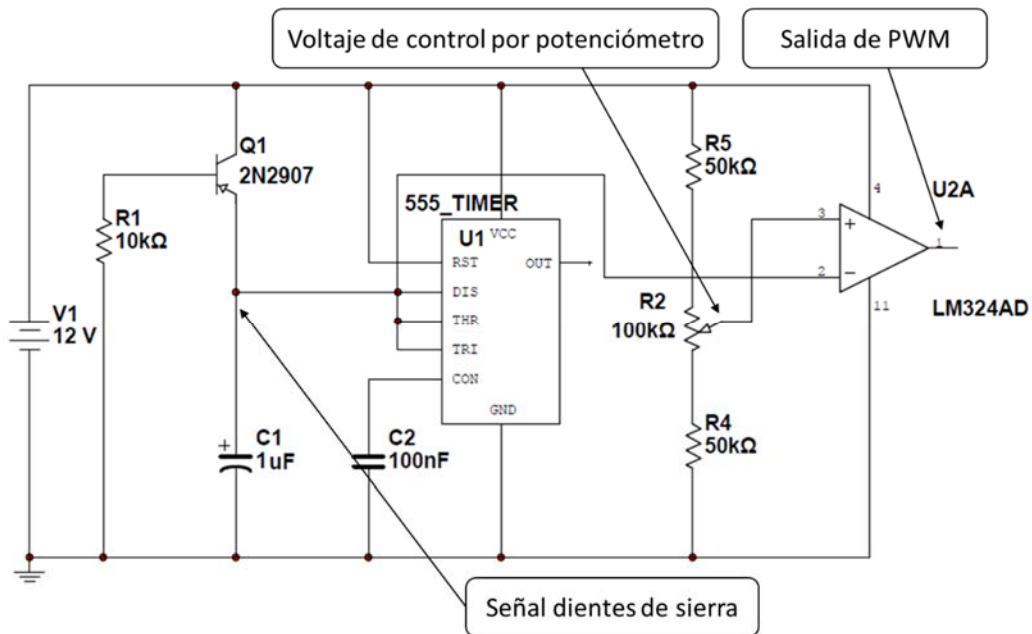 Voltaje de control por potenciómetro
Salida de PWM
Q1
2N2907
R1
10kΩ
V1
12 V
555_TIMER
U1
VCC
RST
OUT
DIS
THR
TRI
CON
GND
C1
1uF
+
C2
100nF
R5
50kΩ
R2
100kΩ
R4
50kΩ
4
U2A
3
+
1
2
−
11
LM324AD
Señal dientes de sierra